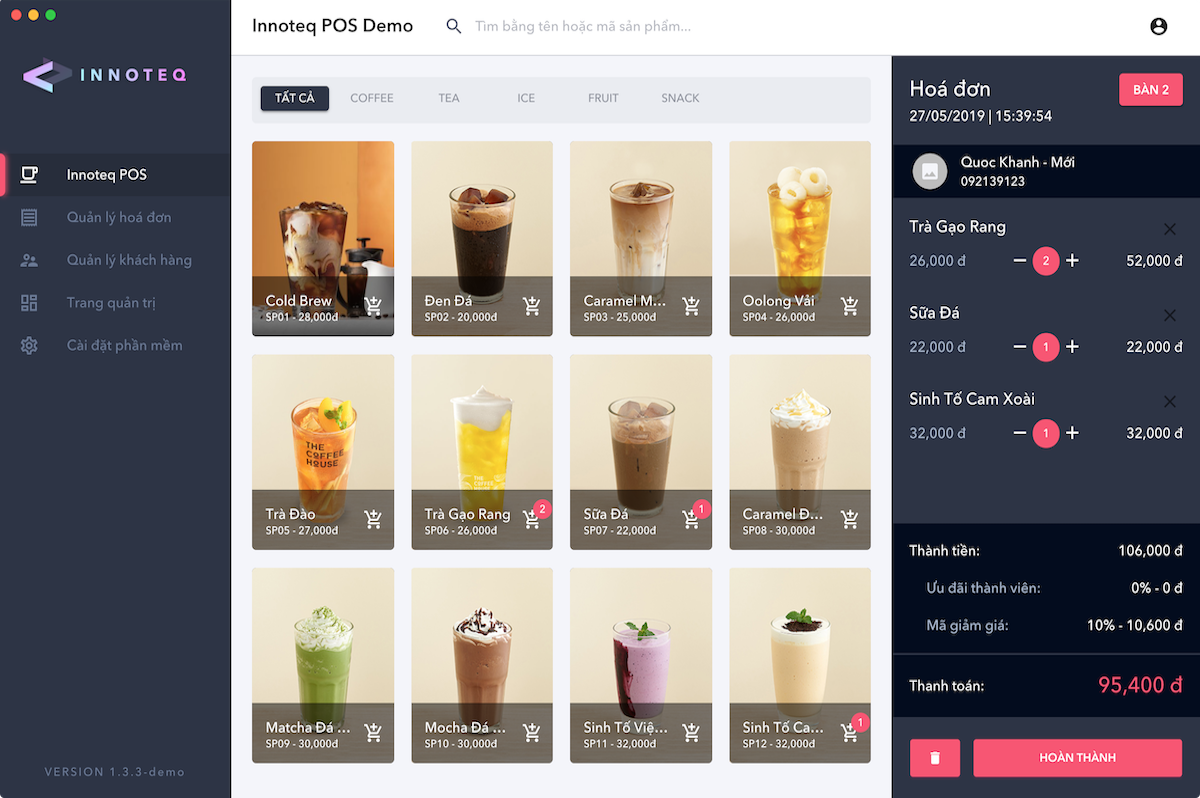 INNOTEQ
Innoteq POS
Quản lý hoá đơn
Quản lý khách hàng
Trang quản trị
Cài đặt phần mềm
VERSION 1.3.3-demo
Innoteq POS Demo
Tìm bằng tên hoặc mã sản phẩm...
TẤT CẢ COFFEE TEA ICE FRUIT SNACK
Cold Brew
SP01 - 28,000đ
Đen Đá
SP02 - 20,000đ
Caramel M...
SP03 - 25,000đ
Oolong Vải
SP04 - 26,000đ
THE
COFFEE
HOUSE
Trà Đào
SP05 - 27,000đ
THE
COFFEE
HOUSE
Trà Gạo Rang
SP06 - 26,000đ
2
Sữa Đá
SP07 - 22,000đ
1
Caramel Đ...
SP08 - 30,000đ
Matcha Đá ...
SP09 - 30,000đ
Mocha Đá ...
SP10 - 30,000đ
Sinh Tố Việ...
SP11 - 32,000đ
Sinh Tố Ca...
SP12 - 32,000đ
1
Hoá đơn
BÀN 2
27/05/2019 | 15:39:54
Quoc Khanh - Mới
092139123
Trà Gạo Rang
26,000 đ 2 52,000 đ
Sữa Đá
22,000 đ 1 22,000 đ
Sinh Tố Cam Xoài
32,000 đ 1 32,000 đ
Thành tiền: 106,000 đ
Ưu đãi thành viên: 0% - 0 đ
Mã giảm giá: 10% - 10,600 đ
Thanh toán: 95,400 đ
HOÀN THÀNH